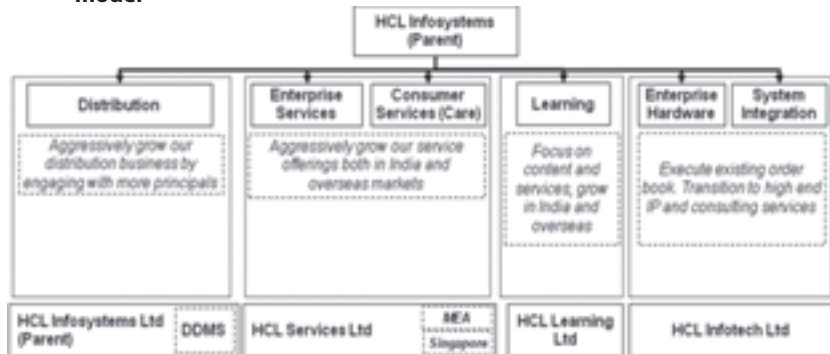 model
HCL Infosystems
(Parent)
Distribution
Enterprise
Services
Consumer
Services (Care)
Learning
Enterprise
Hardware
System
Integration
Aggressively grow our
distribution business by
engaging with more principals
Aggressively grow our service
offerings both in India and
overseas markets
Focus on
content and
services, grow
in India and
overseas
Execute existing order
book. Transition to high end
IP and consulting services
HCL Infosystems Ltd
(Parent)
DDMS
HCL Services Ltd
MEA
Singapore
HCL Learning
Ltd
HCL Infotech Ltd